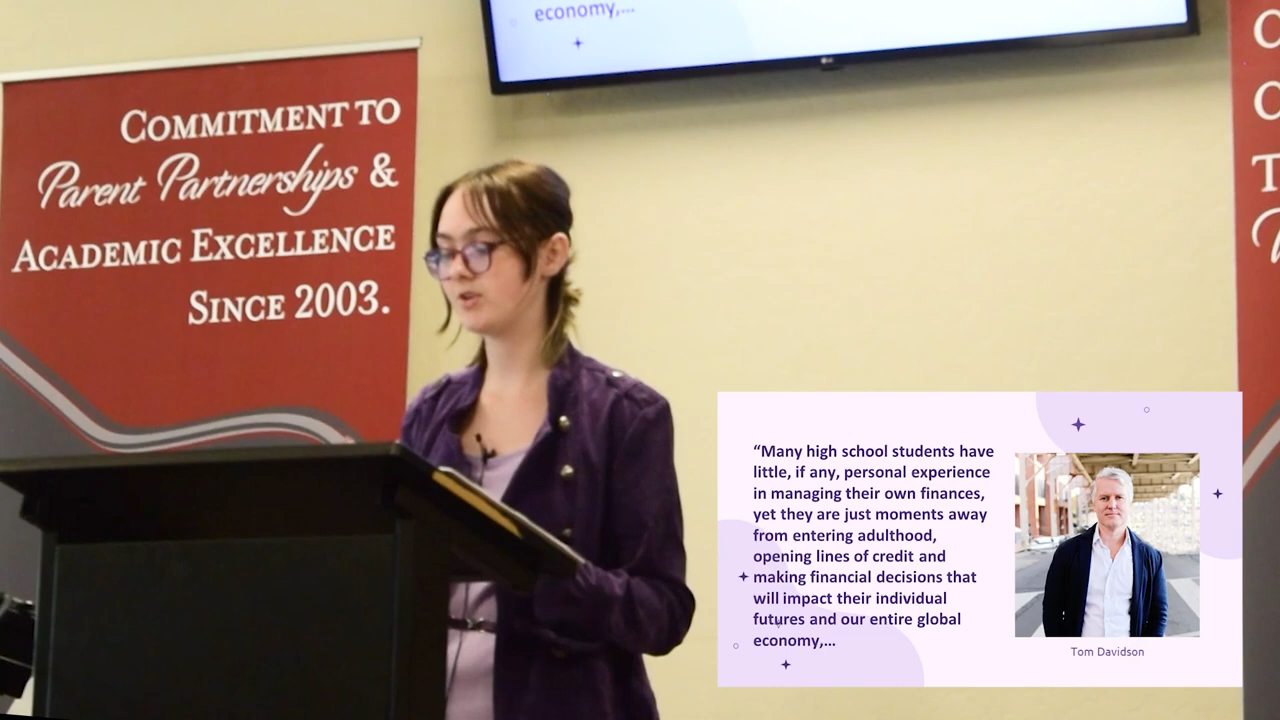 economy,...
COMMITMENT TO
Parent Partnerships &
ACADEMIC EXCELLENCE
SINCE 2003.
LG
“Many high school students have
little, if any, personal experience
in managing their own finances,
yet they are just moments away
from entering adulthood,
opening lines of credit and
making financial decisions that
will impact their individual
futures and our entire global
economy,...
Tom Davidson